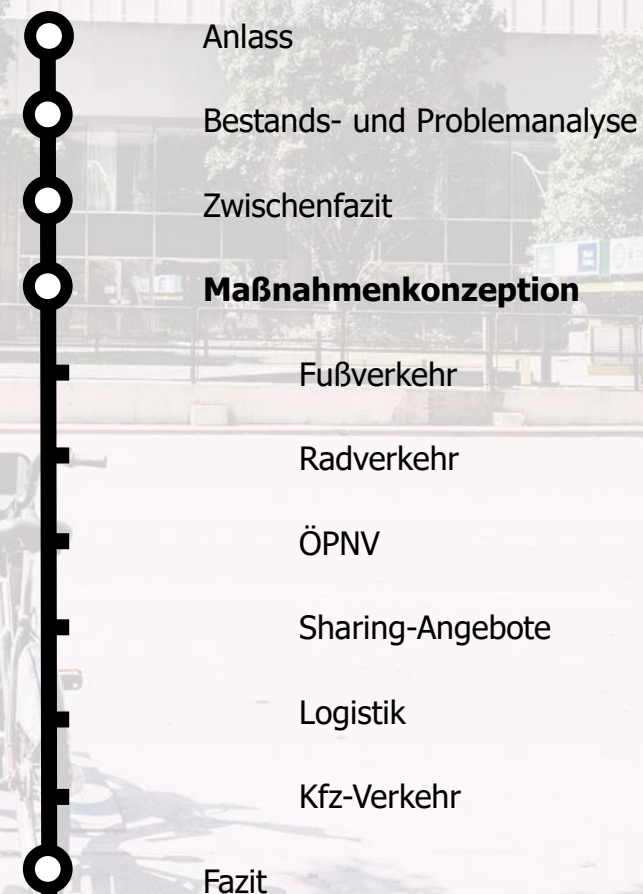 Anlass
Bestands- und Problemanalyse
Zwischenfazit
Maßnahmenkonzeption
Fußverkehr
Radverkehr
ÖPNV
Sharing-Angebote
Logistik
Kfz-Verkehr
Fazit